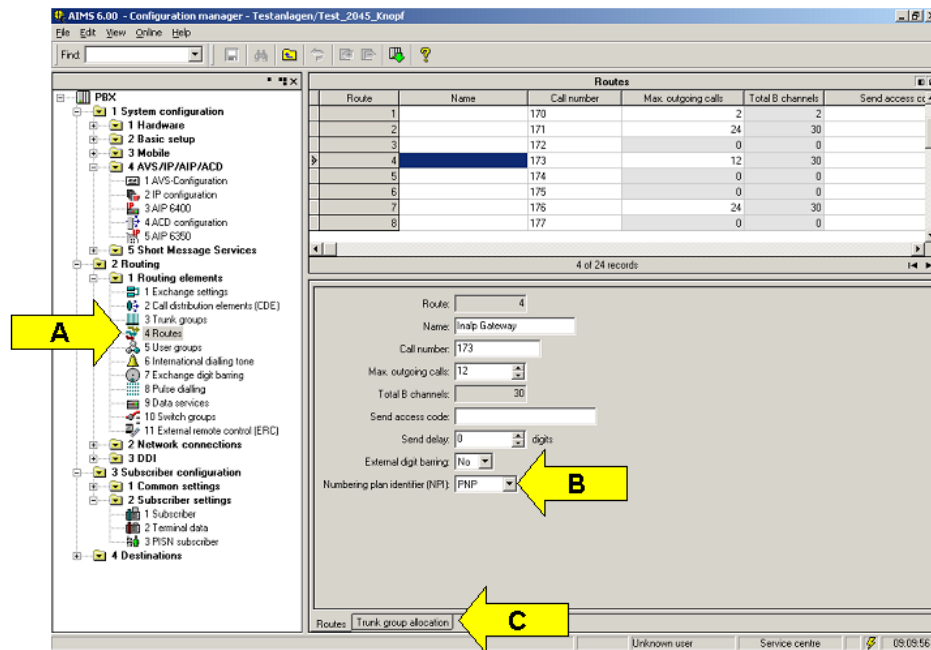 AIMS 6.00 - Configuration manager - Testanlagen/Test_2045_Knopf
File Edit View Online Help
Find:
PBX
1 System configuration
1 Hardware
2 Basic setup
3 Mobile
4 AVS/IP/AIP/ACD
1 AVS-Configuration
2 IP configuration
3 AIP 6400
4 ACD configuration
5 AIP 6350
5 Short Message Services
2 Routing
1 Routing elements
1 Exchange settings
2 Call distribution elements (CDE)
3 Trunk groups
4 Routes
5 User groups
6 International dialling tone
7 Exchange digit barring
8 Pulse dialling
9 Data services
10 Switch groups
11 External remote control (ERC)
2 Network connections
3 DDI
3 Subscriber configuration
1 Common settings
2 Subscriber settings
1 Subscriber
2 Terminal data
3 PISN subscriber
4 Destinations
A
Routes
Route Name Call number Max. outgoing calls Total B channels Send access co
1 170 2 2
2 171 24 30
3 172 0 0
4 173 12 30
5 174 0 0
6 175 0 0
7 176 24 30
8 177 0 0
4 of 24 records
Route: 4
Name: Inalp Gateway
Call number: 173
Max. outgoing calls: 12
Total B channels: 30
Send access code:
Send delay: 0 digits
External digit barring: No
Numbering plan identifier (NPI): PNP
B
Routes Trunk group allocation
C
Unknown user Service centre 09:09:56